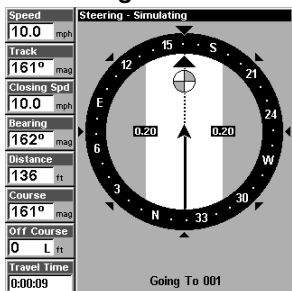 Speed
10.0 mph
Track
161° mag
Closing Spd
10.0 mph
Bearing
162° mag
Distance
136 ft
Course
161° mag
Off Course
0 L ft
Travel Time
0:00:09
Steering - Simulating
15 S
12 21
E 24
0.20 0.20
6 W
3 30
N 33
Going To 001